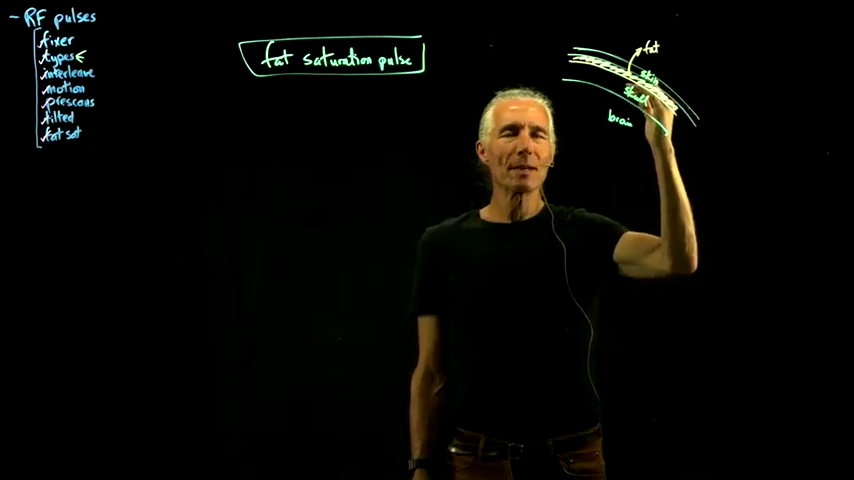 - RF pulses
✓fixer
✓types←
✓interleave
✓motion
✓prescans
✓tilted
✓fat sat
fat saturation pulse
fat
skin
skull
brain